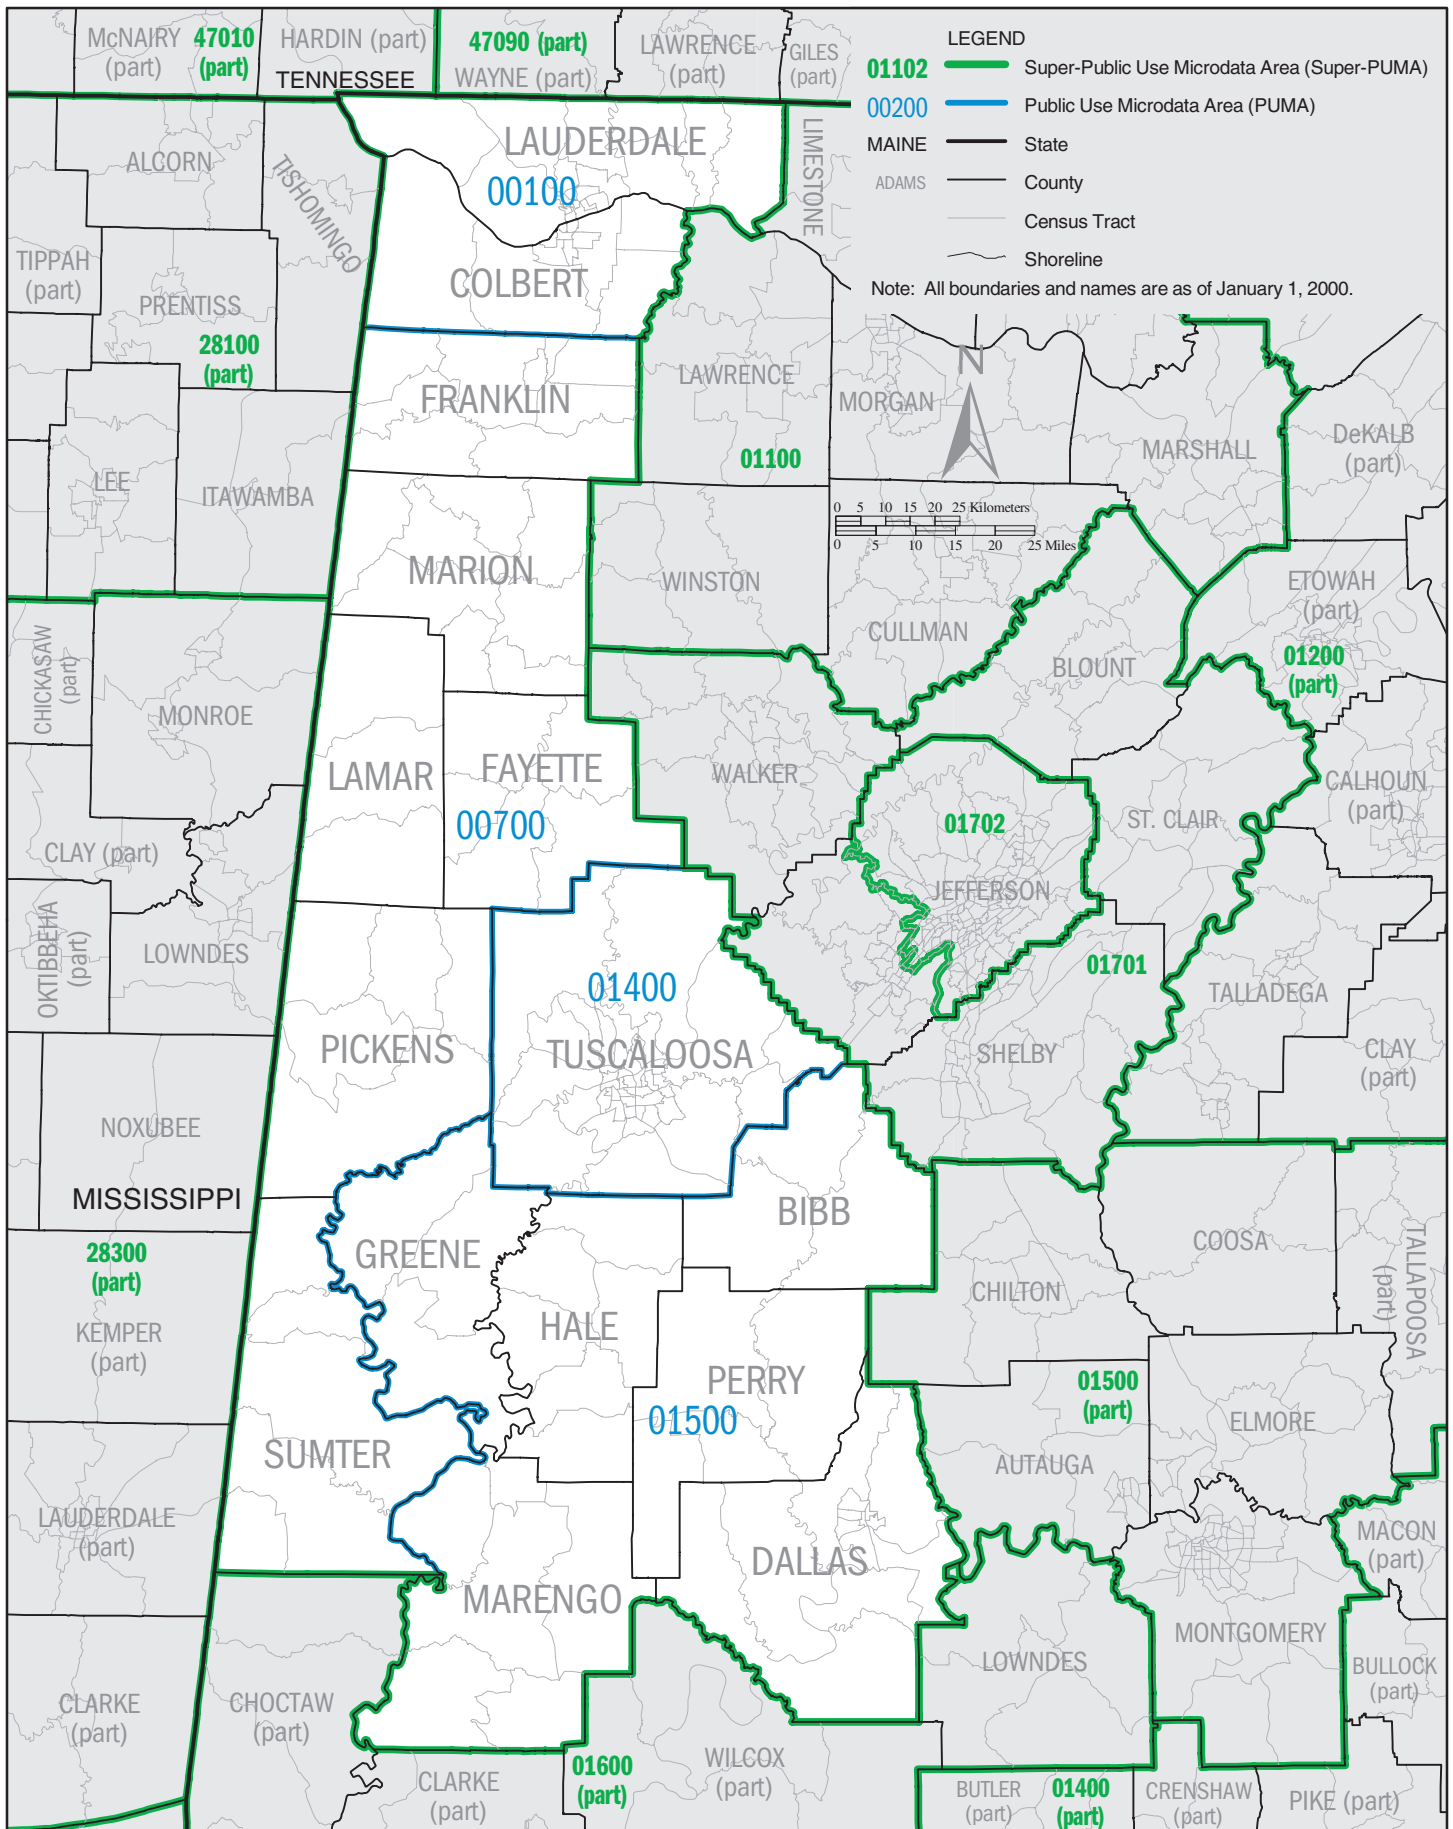 McNAIRY
(part)
47010
(part)
HARDIN (part)
TENNESSEE
47090 (part)
WAYNE (part)
LAWRENCE
(part)
GILES
(part)
LEGEND
01102 Super-Public Use Microdata Area (Super-PUMA)
00200 Public Use Microdata Area (PUMA)
MAINE State
ADAMS County
Census Tract
Shoreline
Note: All boundaries and names are as of January 1, 2000.
ALCORN
TISHOMINGO
LAUDERDALE
00100
LIMESTONE
TIPPAH
(part)
PRENTISS
28100
(part)
COLBERT
FRANKLIN
LAWRENCE
01100
MORGAN
N
MARSHALL
DeKALB
(part)
LEE
ITAWAMBA
0 5 10 15 20 25 Kilometers
0 5 10 15 20 25 Miles
MARION
WINSTON
CULLMAN
ETOWAH
(part)
01200
(part)
BLOUNT
CHICKASAW
(part)
MONROE
LAMAR
FAYETTE
00700
WALKER
01702
JEFFERSON
ST. CLAIR
CALHOUN
(part)
CLAY (part)
OKTIBBEHA
(part)
LOWNDES
01400
TUSCALOOSA
PICKENS
01701
TALLADEGA
SHELBY
CLAY
(part)
NOXUBEE
MISSISSIPPI
28300
(part)
KEMPER
(part)
GREENE
BIBB
HALE
CHILTON
COOSA
TALLAPOOSA
(part)
PERRY
01500
01500
(part)
ELMORE
AUTAUGA
SUMTER
LAUDERDALE
(part)
DALLAS
MARENGO
MACON
(part)
LOWNDES
MONTGOMERY
BULLOCK
(part)
CLARKE
(part)
CHOCTAW
(part)
CLARKE
(part)
01600
(part)
WILCOX
(part)
BUTLER
(part)
01400
(part)
CRENSHAW
(part)
PIKE (part)